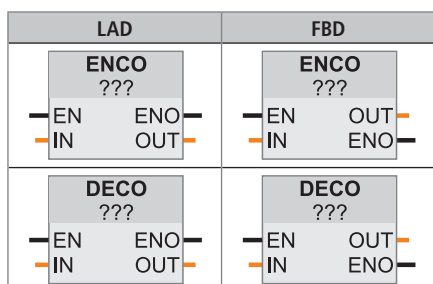 LAD FBD
ENCO ENCO
??? ???
EN ENO EN OUT
IN OUT IN ENO
DECO DECO
??? ???
EN ENO EN OUT
IN OUT IN ENO